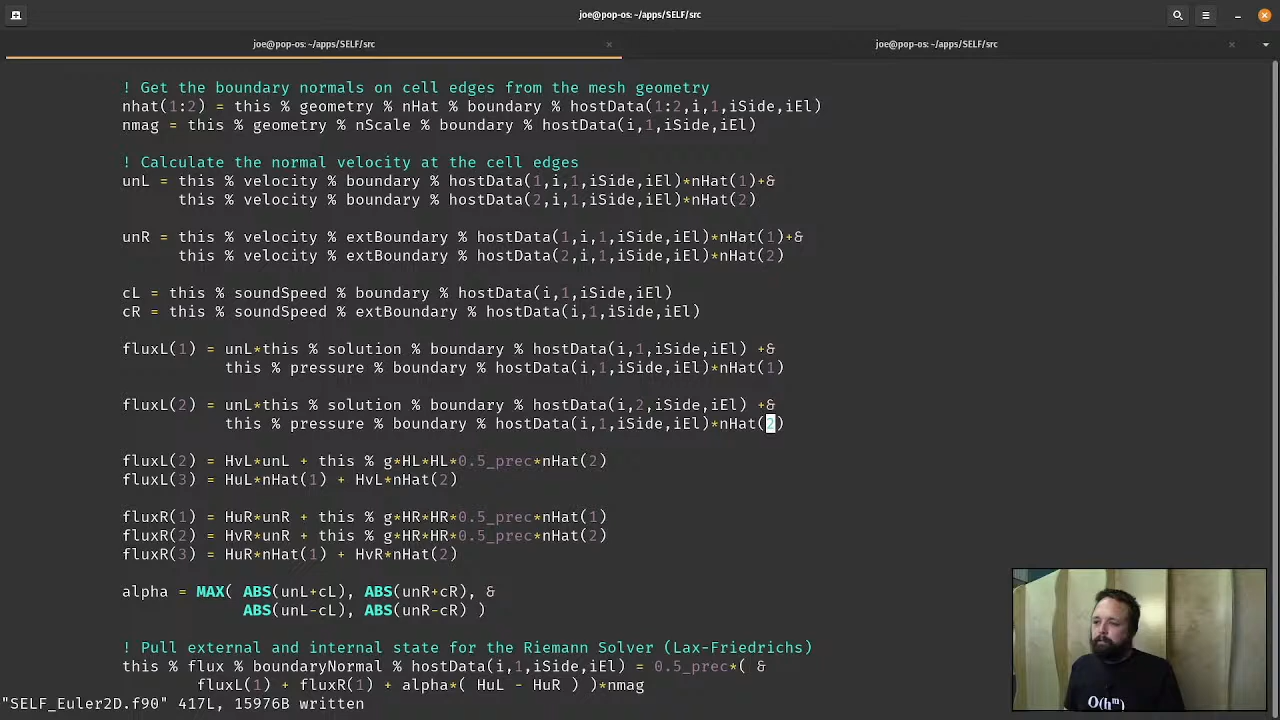 joe@pop-os: ~/apps/SELF/src
joe@pop-os: ~/apps/SELF/src × joe@pop-os: ~/apps/SELF/src ×
! Get the boundary normals on cell edges from the mesh geometry
nhat(1:2) = this % geometry % nHat % boundary % hostData(1:2,i,1,iSide,iEl)
nmag = this % geometry % nScale % boundary % hostData(i,1,iSide,iEl)
! Calculate the normal velocity at the cell edges
unL = this % velocity % boundary % hostData(1,i,1,iSide,iEl)*nHat(1)+&
this % velocity % boundary % hostData(2,i,1,iSide,iEl)*nHat(2)
unR = this % velocity % extBoundary % hostData(1,i,1,iSide,iEl)*nHat(1)+&
this % velocity % extBoundary % hostData(2,i,1,iSide,iEl)*nHat(2)
cL = this % soundSpeed % boundary % hostData(i,1,iSide,iEl)
cR = this % soundSpeed % extBoundary % hostData(i,1,iSide,iEl)
fluxL(1) = unL*this % solution % boundary % hostData(i,1,iSide,iEl) +&
this % pressure % boundary % hostData(i,1,iSide,iEl)*nHat(1)
fluxL(2) = unL*this % solution % boundary % hostData(i,2,iSide,iEl) +&
this % pressure % boundary % hostData(i,1,iSide,iEl)*nHat(2)
fluxL(2) = HvL*unL + this % g*HL*HL*0.5_prec*nHat(2)
fluxL(3) = HuL*nHat(1) + HvL*nHat(2)
fluxR(1) = HuR*unR + this % g*HR*HR*0.5_prec*nHat(1)
fluxR(2) = HvR*unR + this % g*HR*HR*0.5_prec*nHat(2)
fluxR(3) = HuR*nHat(1) + HvR*nHat(2)
alpha = MAX( ABS(unL+cL), ABS(unR+cR), &
ABS(unL-cL), ABS(unR-cR) )
! Pull external and internal state for the Riemann Solver (Lax-Friedrichs)
this % flux % boundaryNormal % hostData(i,1,iSide,iEl) = 0.5_prec*( &
fluxL(1) + fluxR(1) + alpha*( HuL - HuR ) )*nmag
"SELF_Euler2D.f90" 417L, 15976B written
O(hᵐ)